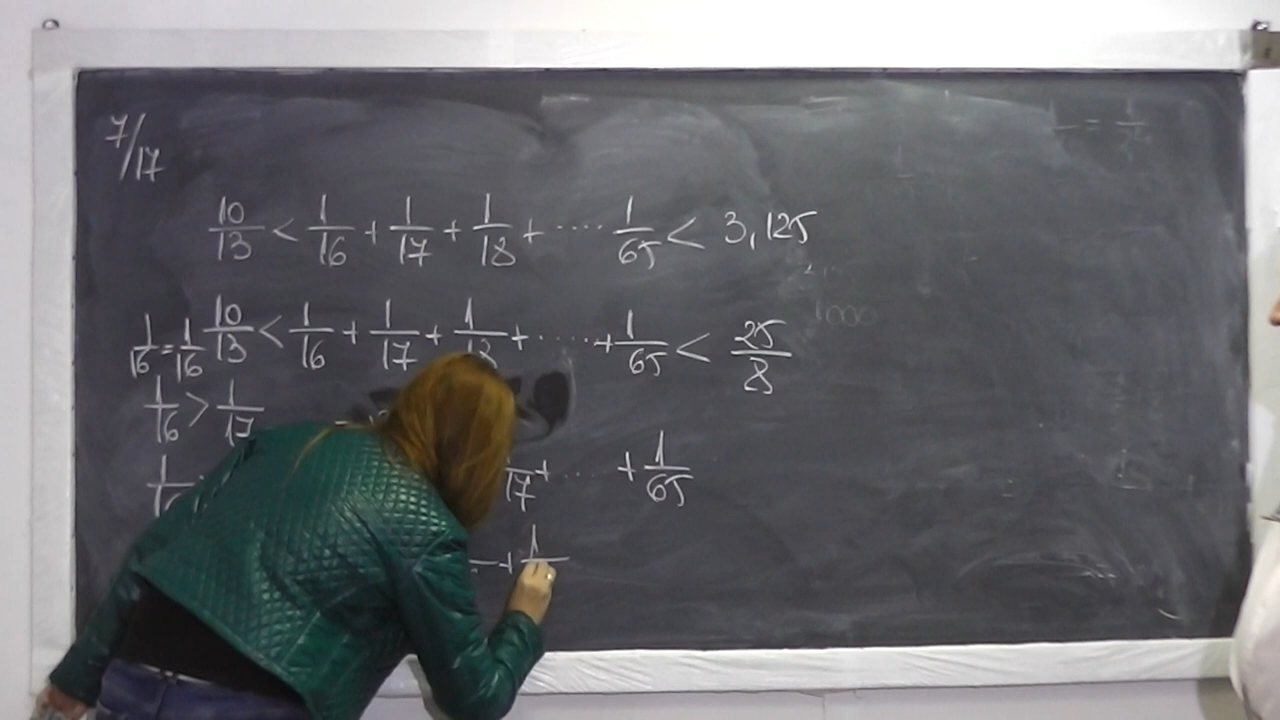 7/17
10/13 < 1/16 + 1/17 + 1/18 + ····· 1/65 < 3,125
1/16 = 1/16 10/13 < 1/16 + 1/17 + 1/18 + ······ + 1/65 < 25/8
1/16 > 1/17
17 + ····· + 1/65
+ 1